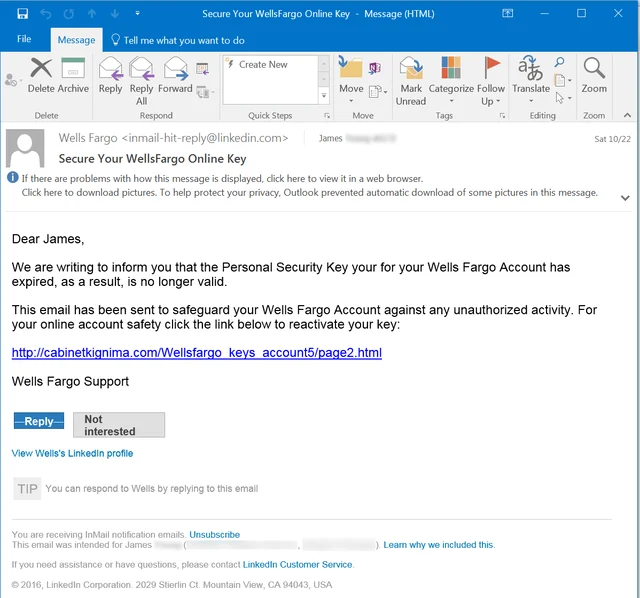 Secure Your WellsFargo Online Key - Message (HTML)
File
Message
Tell me what you want to do
Delete
Archive
Reply
Reply All
Forward
Create New
Move
Mark Unread
Categorize
Follow Up
Translate
Zoom
Delete
Respond
Quick Steps
Move
Tags
Editing
Zoom
Wells Fargo <inmail-hit-reply@linkedin.com>
James
Sat 10/22
Secure Your WellsFargo Online Key
If there are problems with how this message is displayed, click here to view it in a web browser.
Click here to download pictures. To help protect your privacy, Outlook prevented automatic download of some pictures in this message.
Dear James,
We are writing to inform you that the Personal Security Key your for your Wells Fargo Account has
expired, as a result, is no longer valid.
This email has been sent to safeguard your Wells Fargo Account against any unauthorized activity. For
your online account safety click the link below to reactivate your key:
http://cabinetkignima.com/Wellsfargo_keys_account5/page2.html
Wells Fargo Support
Reply
Not
interested
View Wells's LinkedIn profile
TIP You can respond to Wells by replying to this email
You are receiving InMail notification emails. Unsubscribe
This email was intended for James ( , ). Learn why we included this.
If you need assistance or have questions, please contact LinkedIn Customer Service.
© 2016, LinkedIn Corporation. 2029 Stierlin Ct. Mountain View, CA 94043, USA